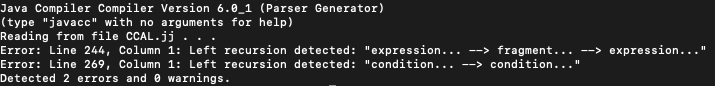 Java Compiler Compiler Version 6.0_1 (Parser Generator)
(type "javacc" with no arguments for help)
Reading from file CCAL.jj . . .
Error: Line 244, Column 1: Left recursion detected: "expression... --> fragment... --> expression..."
Error: Line 269, Column 1: Left recursion detected: "condition... --> condition..."
Detected 2 errors and 0 warnings.